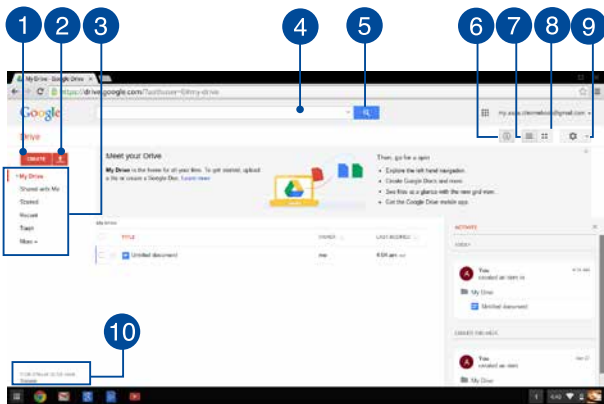 1 2 3 4 5 6 7 8 9
My Drive - Google Drive
https://drive.google.com/?authuser=0#my-drive
Google
Drive
CREATE
My Drive
Shared with Me
Starred
Recent
Trash
More
Meet your Drive
My Drive is the home for all your files. To get started, upload
a file or create a Google Doc. Learn more
Then, go for a spin
• Explore the left hand navigation.
• Create Google Docs and more.
• See files at a glance with the new grid view.
• Get the Google Drive mobile app.
My Drive
TITLE OWNER LAST MODIFIED
Untitled document me
ACTIVITY
TODAY
A You
created an item in
My Drive
Untitled document
EARLIER THIS WEEK
A You
created an item
My Drive
10